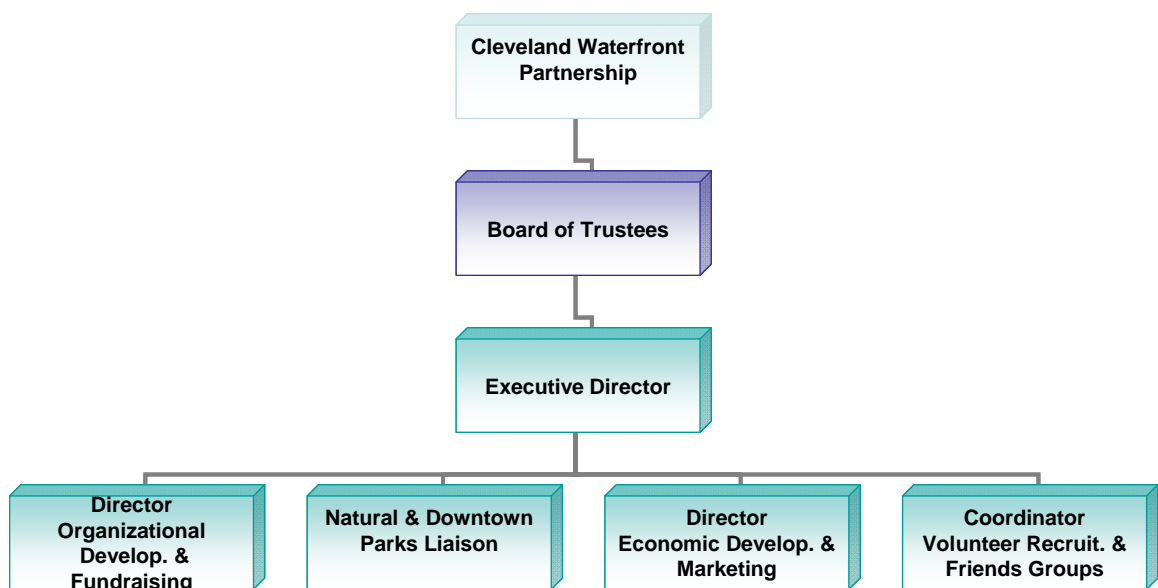 Cleveland Waterfront
Partnership
Board of Trustees
Executive Director
Director
Organizational
Develop. &
Fundraising
Natural & Downtown
Parks Liaison
Director
Economic Develop. &
Marketing
Coordinator
Volunteer Recruit. &
Friends Groups